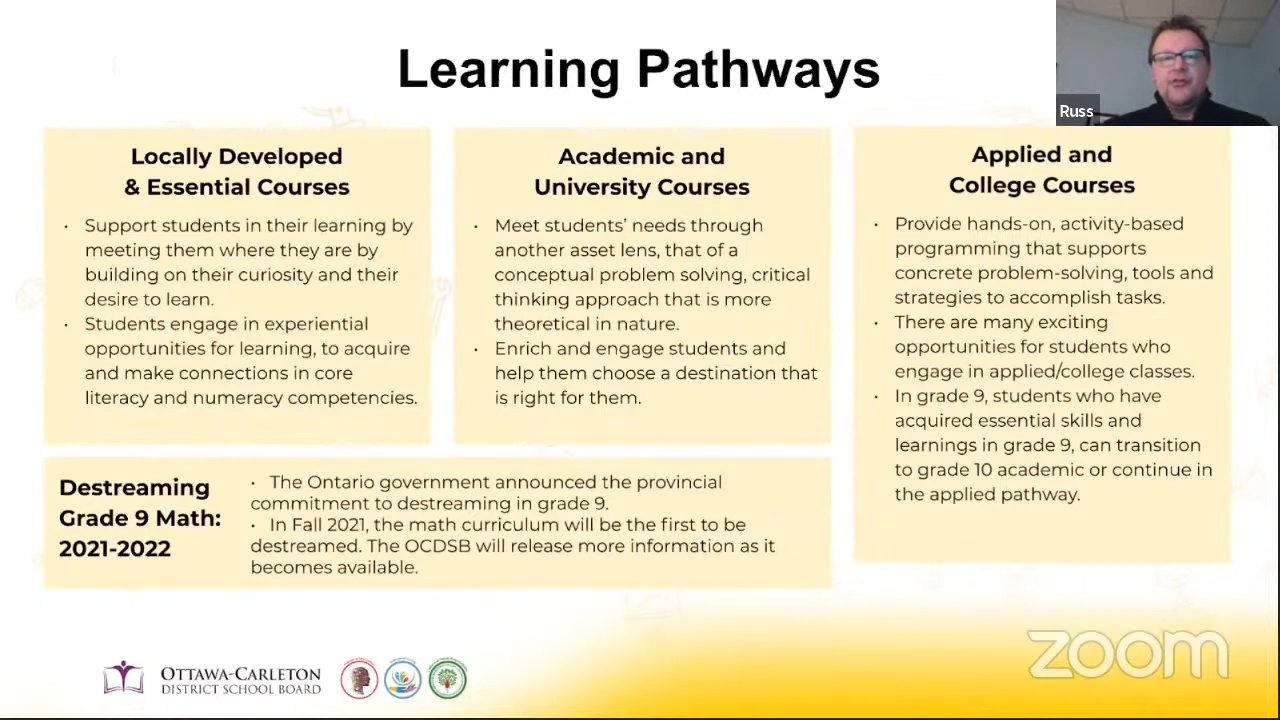 Learning Pathways
Russ
Locally Developed
& Essential Courses
• Support students in their learning by
meeting them where they are by
building on their curiosity and their
desire to learn.
• Students engage in experiential
opportunities for learning, to acquire
and make connections in core
literacy and numeracy competencies.
Academic and
University Courses
• Meet students’ needs through
another asset lens, that of a
conceptual problem solving, critical
thinking approach that is more
theoretical in nature.
• Enrich and engage students and
help them choose a destination that
is right for them.
Applied and
College Courses
• Provide hands-on, activity-based
programming that supports
concrete problem-solving, tools and
strategies to accomplish tasks.
• There are many exciting
opportunities for students who
engage in applied/college classes.
• In grade 9, students who have
acquired essential skills and
learnings in grade 9, can transition
to grade 10 academic or continue in
the applied pathway.
Destreaming
Grade 9 Math:
2021-2022
• The Ontario government announced the provincial
commitment to destreaming in grade 9.
• In Fall 2021, the math curriculum will be the first to be
destreamed. The OCDSB will release more information as it
becomes available.
OTTAWA-CARLETON
DISTRICT SCHOOL BOARD
zoom